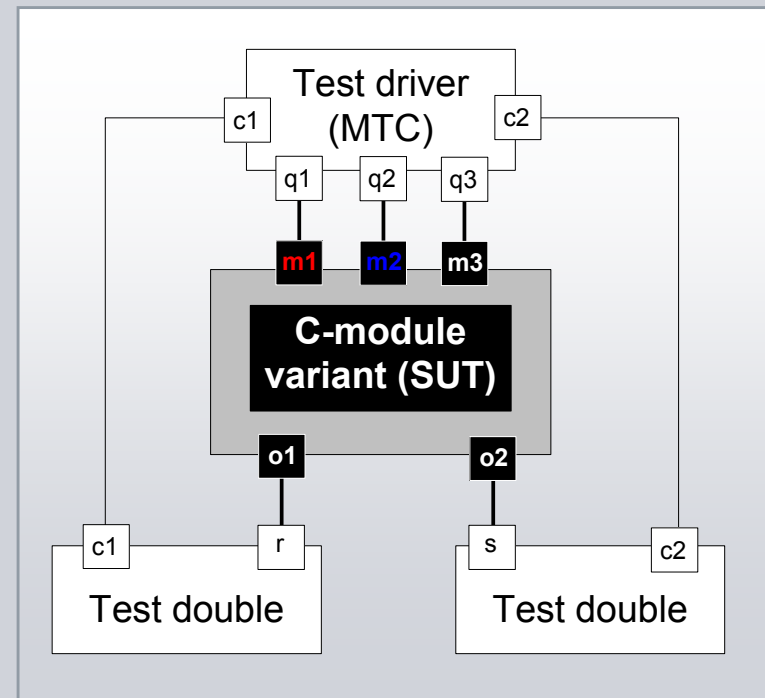 Test driver
(MTC)
c1
c2
q1 q2 q3
m1 m2 m3
C-module
variant (SUT)
o1 o2
c1 r s c2
Test double Test double